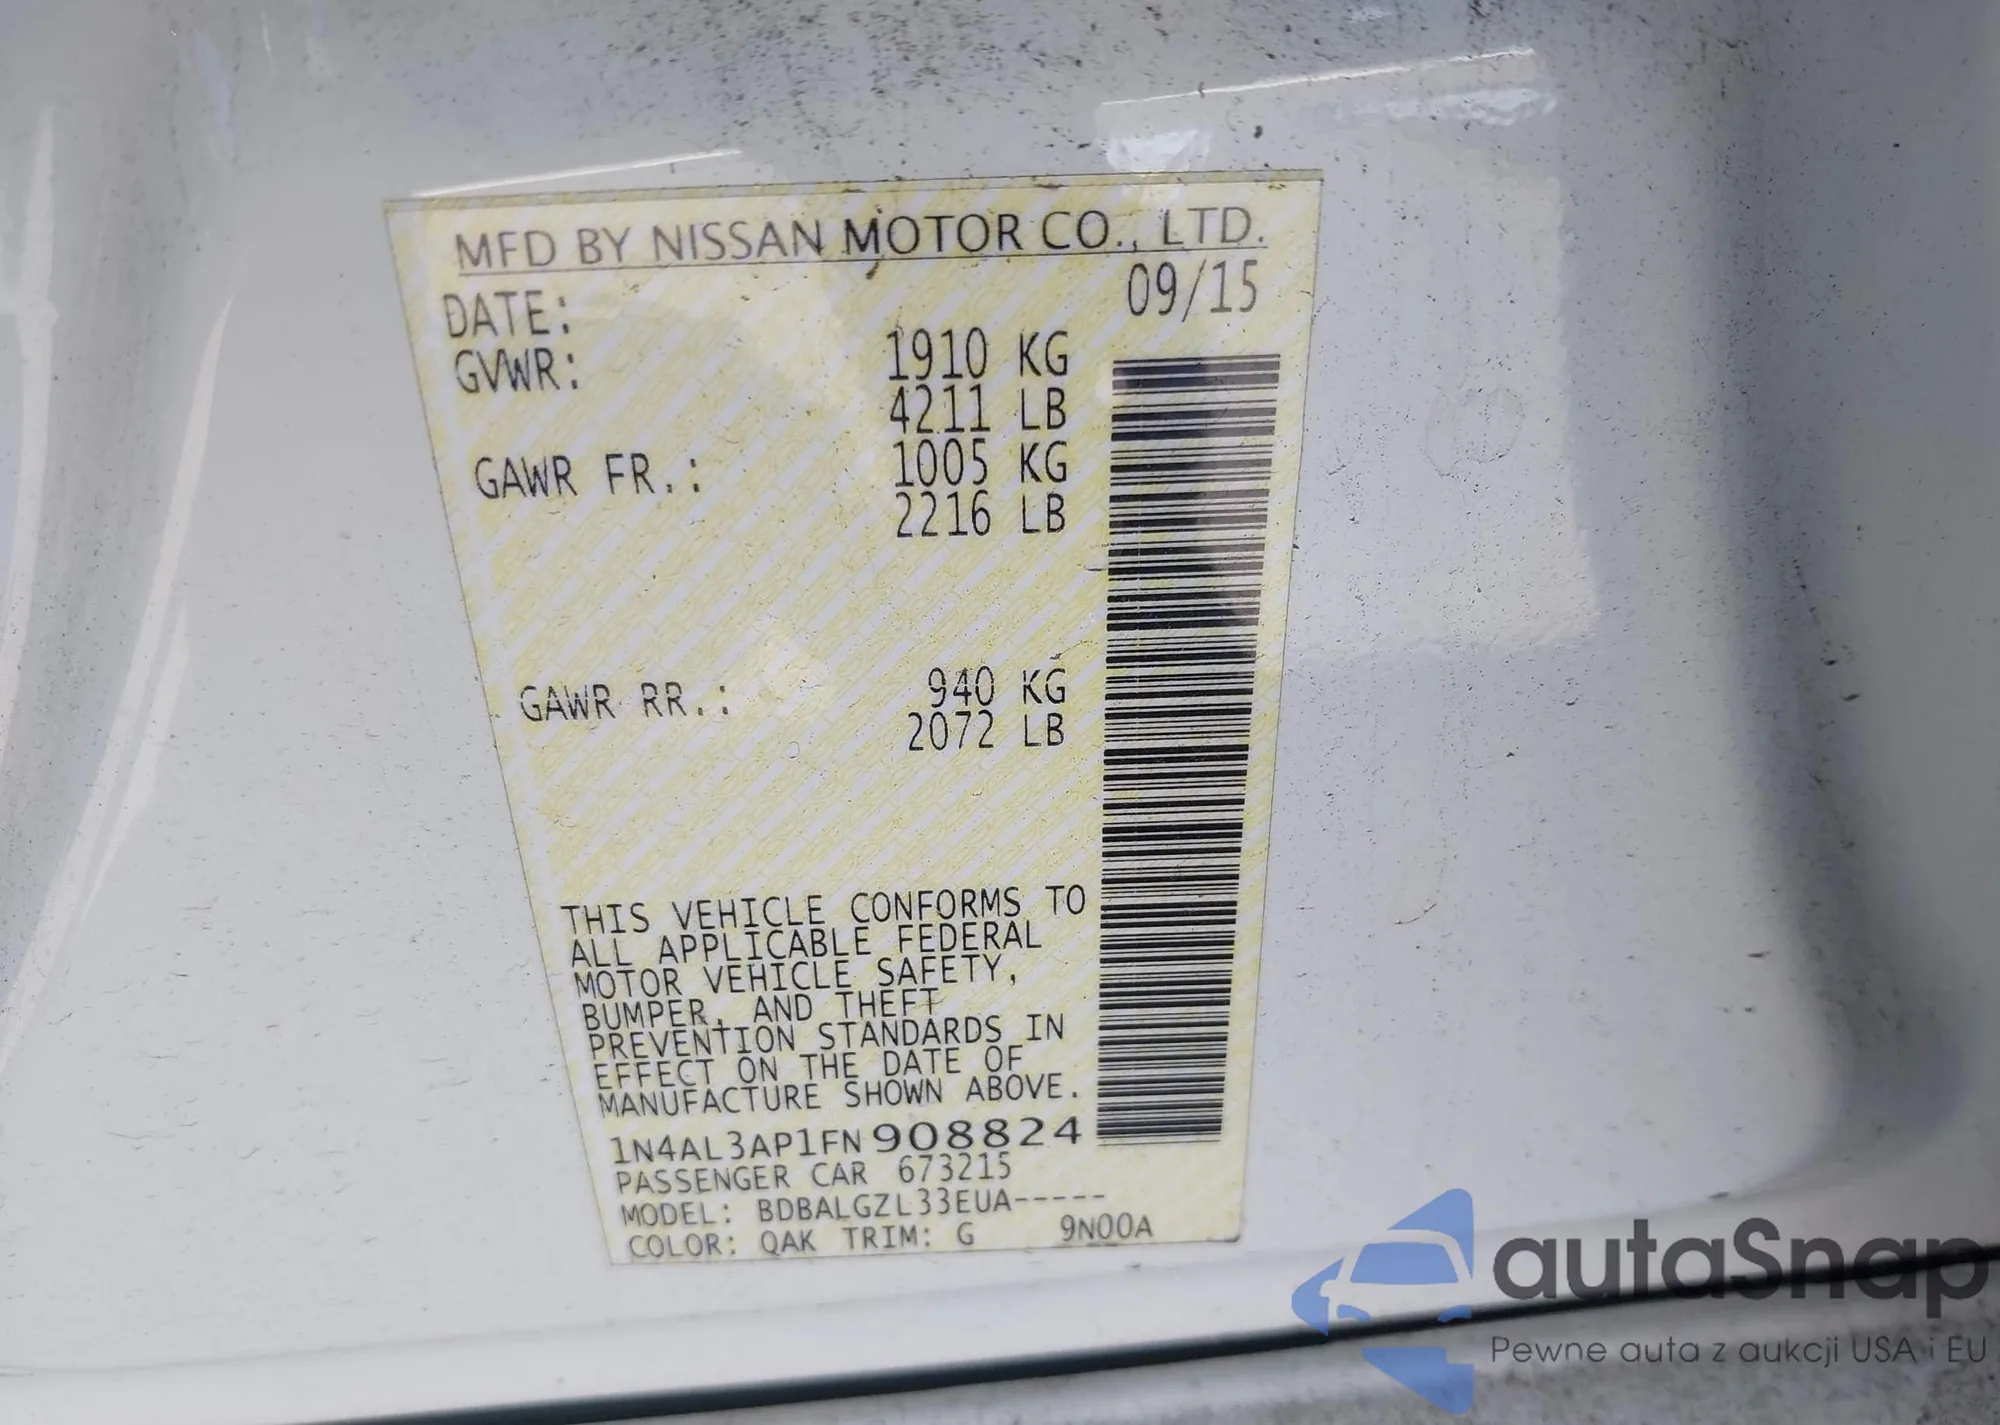 MFD BY NISSAN MOTOR CO., LTD.
DATE: 09/15
GVWR: 1910 KG
4211 LB
GAWR FR.: 1005 KG
2216 LB
GAWR RR.: 940 KG
2072 LB
THIS VEHICLE CONFORMS TO
ALL APPLICABLE FEDERAL
MOTOR VEHICLE SAFETY,
BUMPER, AND THEFT
PREVENTION STANDARDS IN
EFFECT ON THE DATE OF
MANUFACTURE SHOWN ABOVE.
1N4AL3AP1FN908824
PASSENGER CAR 673215
MODEL: BDBALGZL33EUA-----
COLOR: QAK TRIM: G 9N00A
autaSnap
Pewne auta z aukcji USA i EU